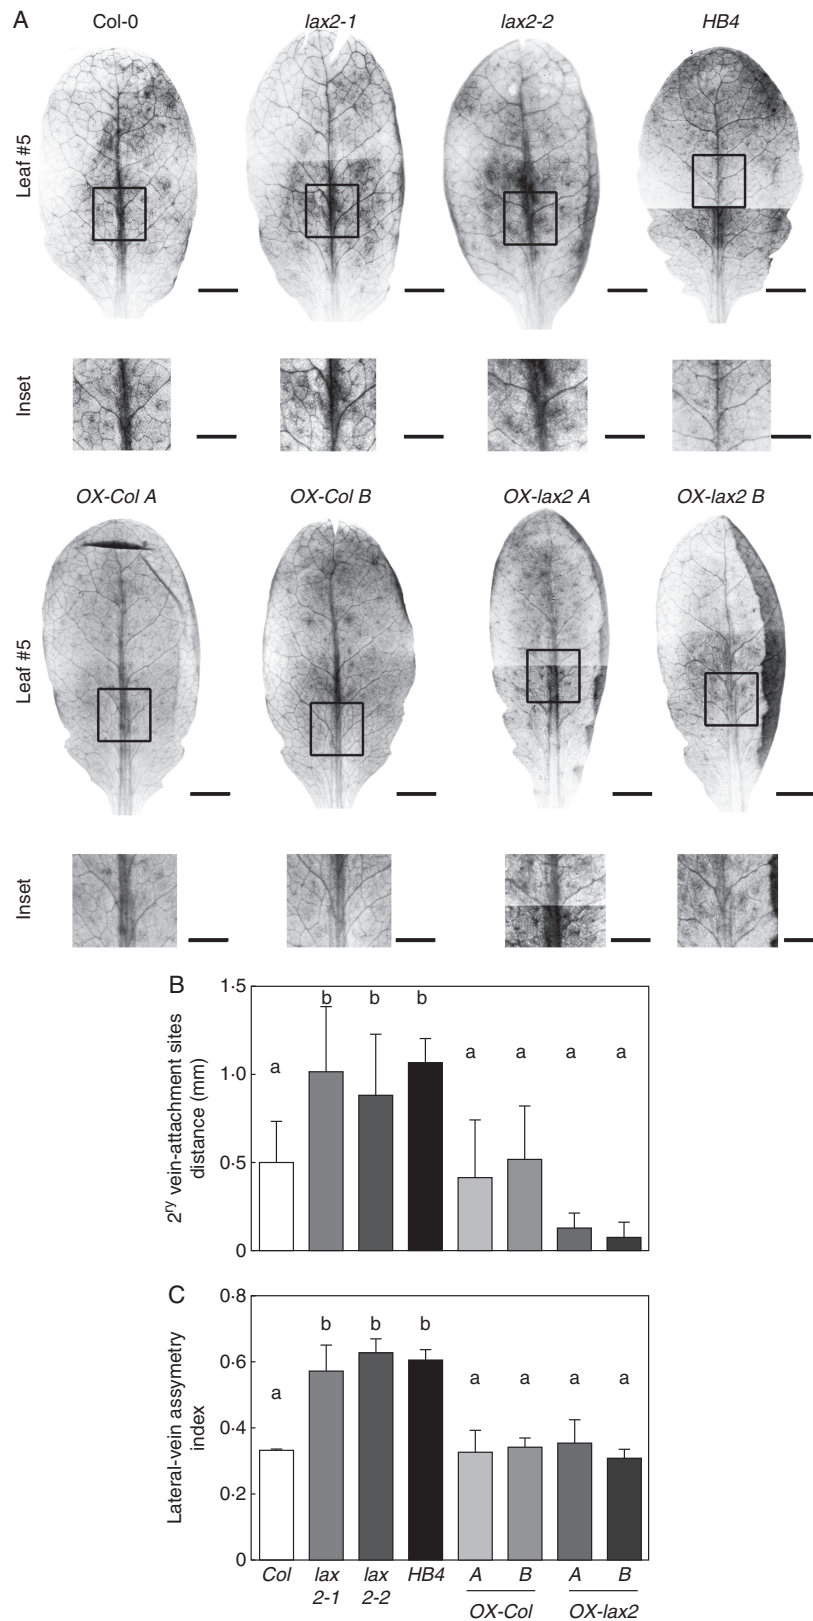 A
Col-0 lax2-1 lax2-2 HB4
Leaf #5
Inset
OX-Col A OX-Col B OX-lax2 A OX-lax2 B
Leaf #5
Inset
B
2ry vein-attachment sites
distance (mm)
1·5
1·0
0·5
0
a b b b a a a a
C
Lateral-vein assymetry
index
0·8
0·6
0·4
0·2
0
a b b b a a a a
Col lax lax HB4 A B A B
2-1 2-2
OX-Col OX-lax2